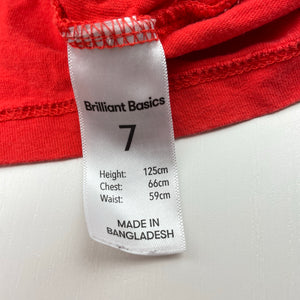 Brilliant Basics
7
Height: 125cm
Chest: 66cm
Waist: 59cm
MADE IN
BANGLADESH